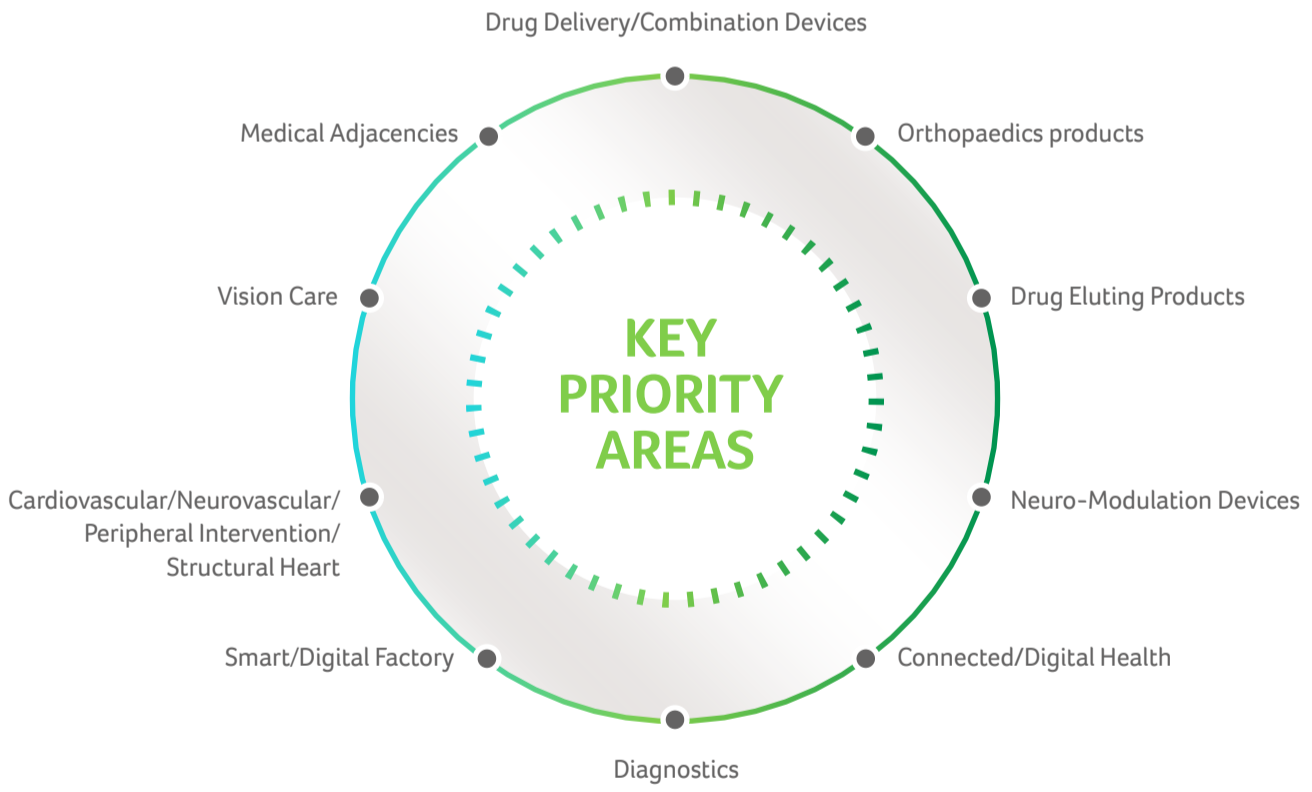 Drug Delivery/Combination Devices
Medical Adjacencies
Orthopaedics products
Vision Care
Drug Eluting Products
KEY
PRIORITY
AREAS
Cardiovascular/Neurovascular/
Peripheral Intervention/
Structural Heart
Neuro-Modulation Devices
Smart/Digital Factory
Connected/Digital Health
Diagnostics